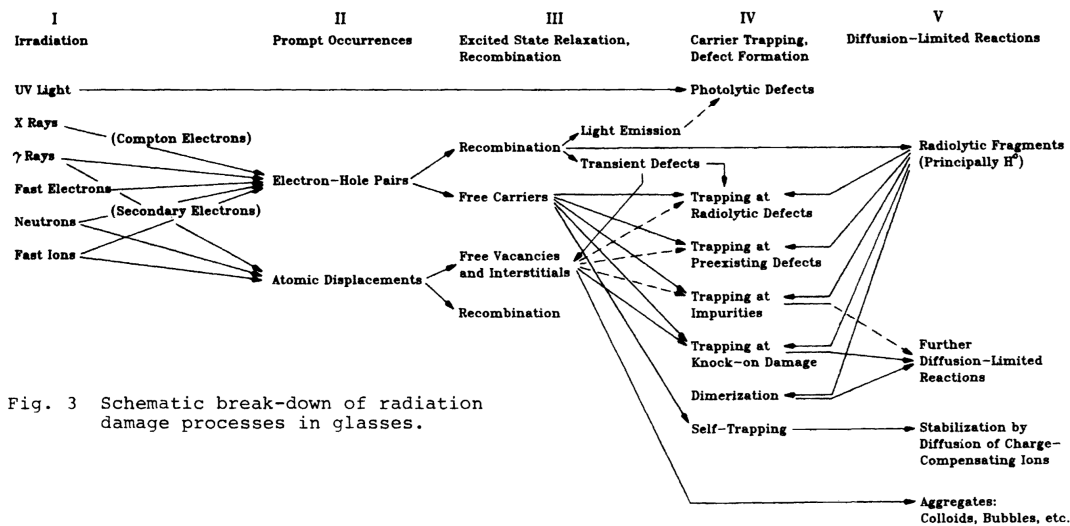 I
Irradiation
UV Light
X Rays
γ Rays
Fast Electrons
Neutrons
Fast Ions
(Compton Electrons)
(Secondary Electrons)
II
Prompt Occurrences
Electron-Hole Pairs
Atomic Displacements
III
Excited State Relaxation,
Recombination
Recombination
Light Emission
Transient Defects
Free Carriers
Free Vacancies
and Interstitials
Recombination
IV
Carrier Trapping,
Defect Formation
Photolytic Defects
Trapping at
Radiolytic Defects
Trapping at
Preexisting Defects
Trapping at
Impurities
Trapping at
Knock-on Damage
Dimerization
Self-Trapping
V
Diffusion-Limited Reactions
Radiolytic Fragments
(Principally H°)
Further
Diffusion-Limited
Reactions
Stabilization by
Diffusion of Charge-
Compensating Ions
Aggregates:
Colloids, Bubbles, etc.
Fig. 3 Schematic break-down of radiation
damage processes in glasses.